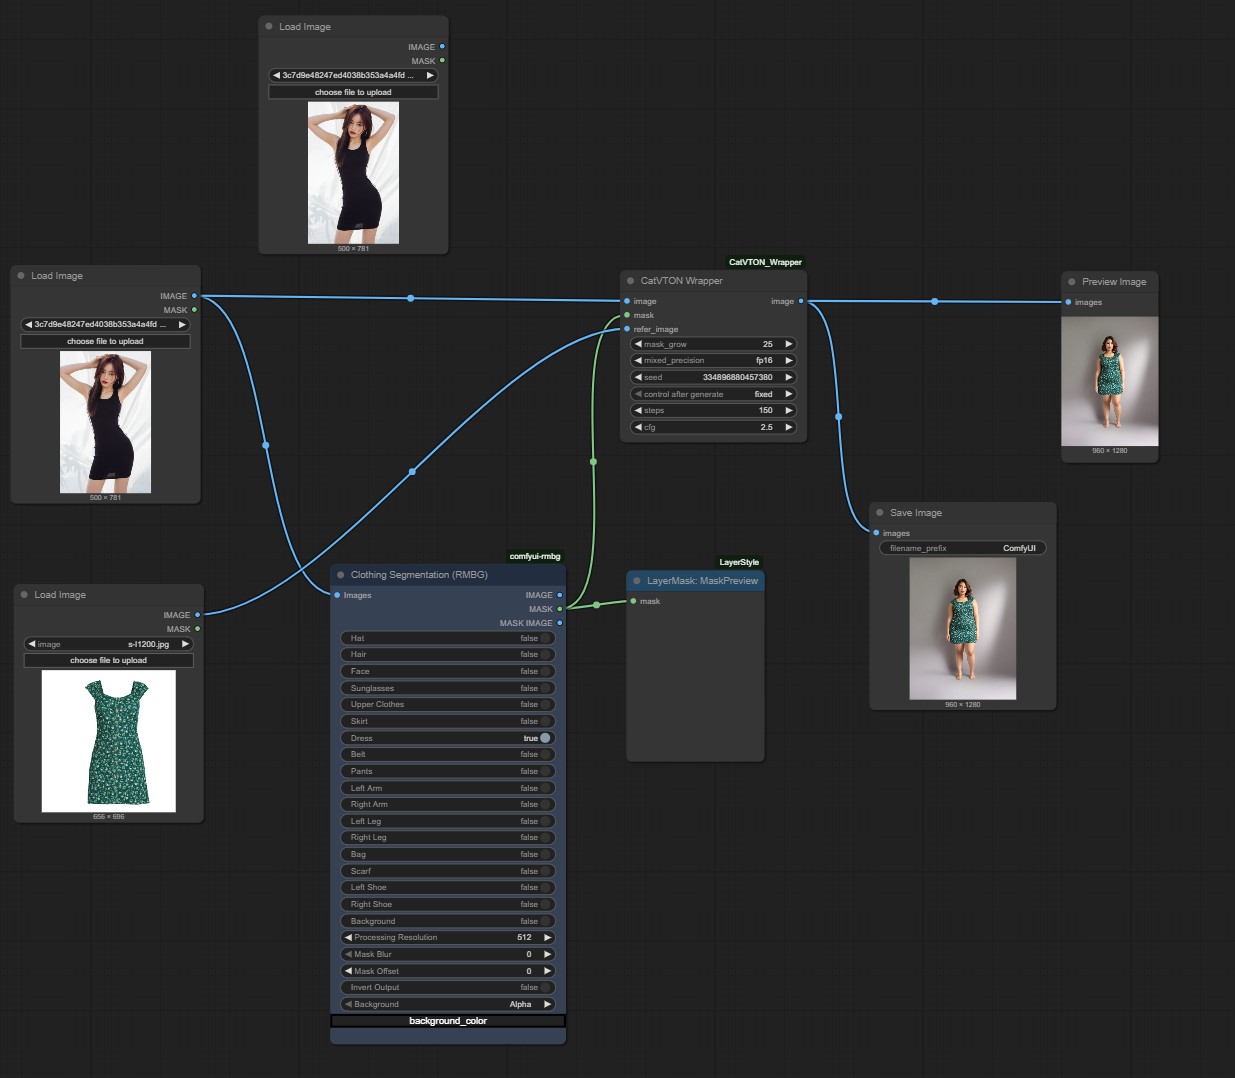 Load Image
IMAGE
MASK
3c7d9e48247ed4038b353a4a4fd ...
choose file to upload
500 × 781
Load Image
IMAGE
MASK
3c7d9e48247ed4038b353a4a4fd ...
choose file to upload
500 × 781
Load Image
IMAGE
MASK
image s-l1200.jpg
choose file to upload
656 × 696
comfyui-rmbg
Clothing Segmentation (RMBG)
Images IMAGE
MASK
MASK IMAGE
Hat false
Hair false
Face false
Sunglasses false
Upper Clothes false
Skirt false
Dress true
Belt false
Pants false
Left Arm false
Right Arm false
Left Leg false
Right Leg false
Bag false
Scarf false
Left Shoe false
Right Shoe false
Background false
Processing Resolution 512
Mask Blur 0
Mask Offset 0
Invert Output false
Background Alpha
background_color
CatVTON_Wrapper
CatVTON Wrapper
image image
mask
refer_image
mask_grow 25
mixed_precision fp16
seed 334896880457380
control after generate fixed
steps 150
cfg 2.5
LayerStyle
LayerMask: MaskPreview
mask
Save Image
images
filename_prefix ComfyUI
960 × 1280
Preview Image
images
960 × 1280